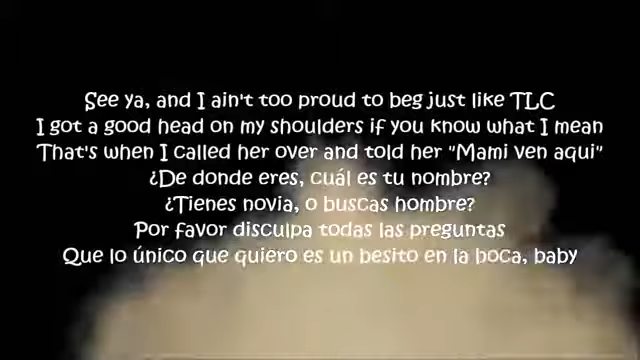 See ya, and I ain't too proud to beg just like TLC
I got a good head on my shoulders if you know what I mean
That's when I called her over and told her "Mami ven aqui"
¿De donde eres, cuál es tu nombre?
¿Tienes novia, o buscas hombre?
Por favor disculpa todas las preguntas
Que lo único que quiero es un besito en la boca, baby